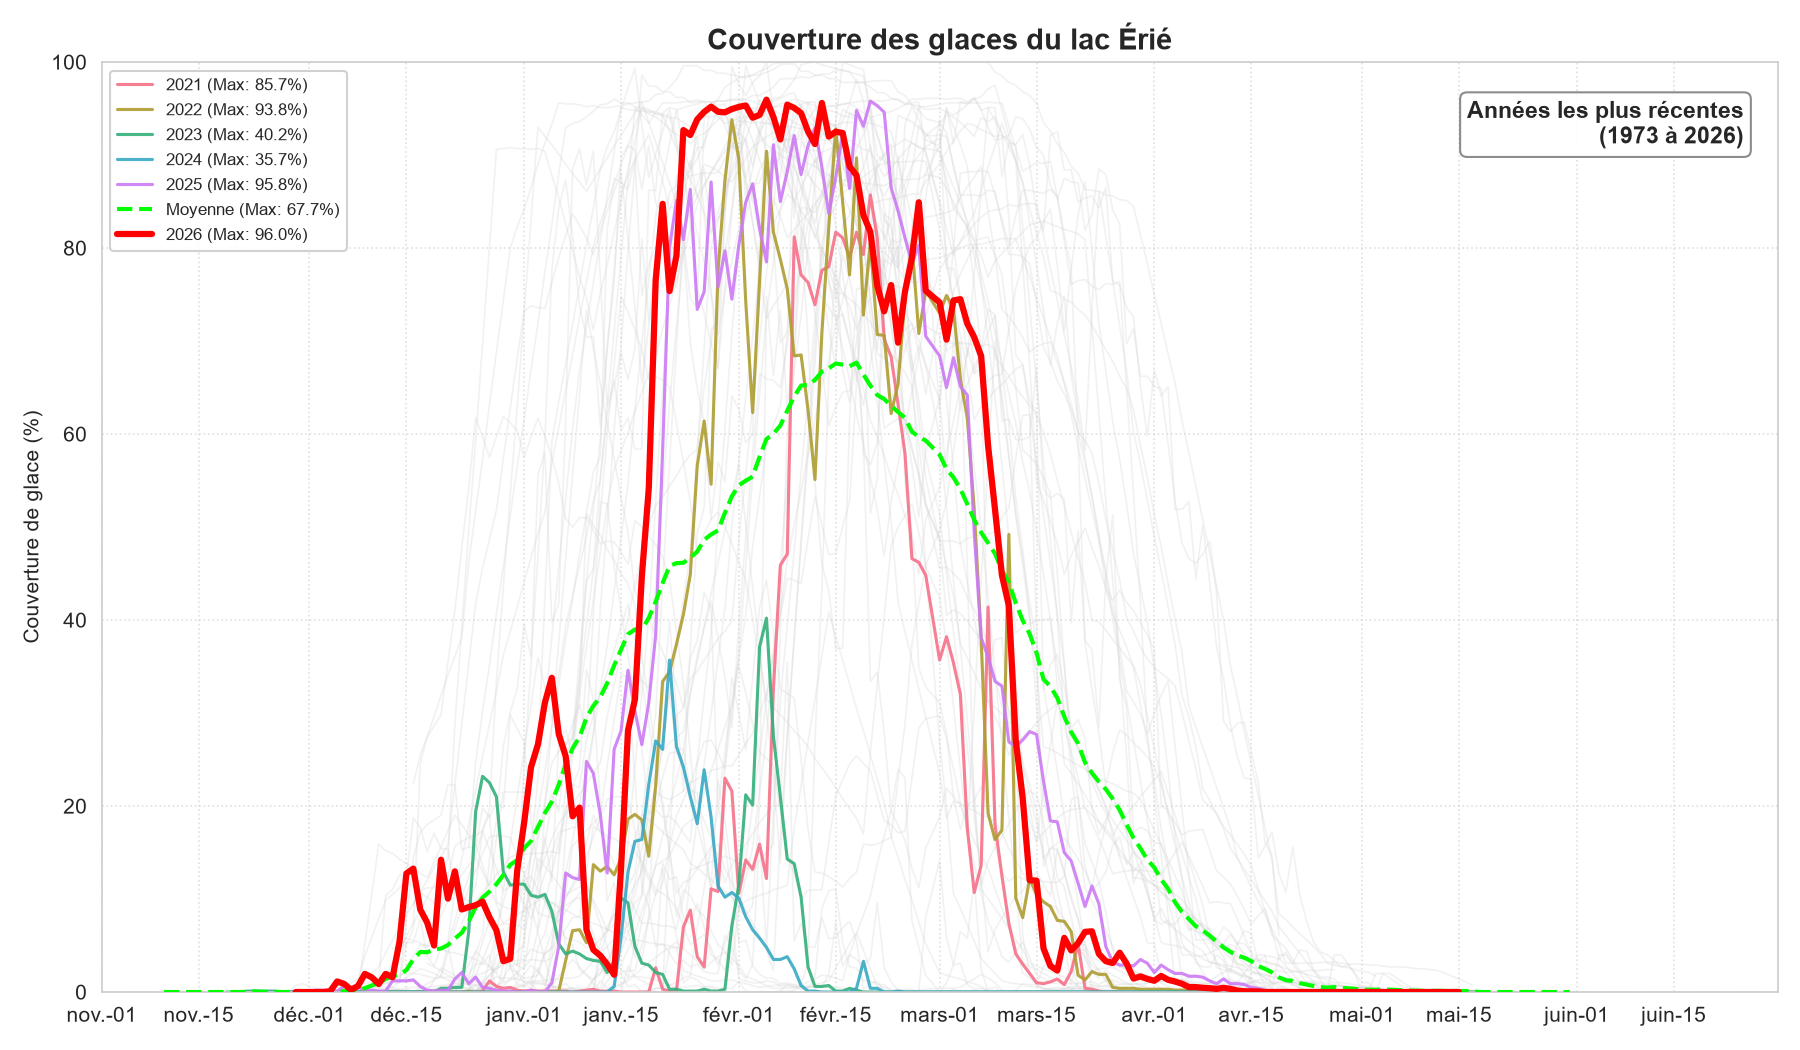 Couverture des glaces du lac Érié
Couverture de glace (%)
100
80
60
40
20
0
2021 (Max: 85.7%)
2022 (Max: 93.8%)
2023 (Max: 40.2%)
2024 (Max: 35.7%)
2025 (Max: 95.8%)
Moyenne (Max: 67.7%)
2026 (Max: 96.0%)
Années les plus récentes
(1973 à 2026)
nov.-01 nov.-15 déc.-01 déc.-15 janv.-01 janv.-15 févr.-01 févr.-15 mars-01 mars-15 avr.-01 avr.-15 mai-01 mai-15 juin-01 juin-15